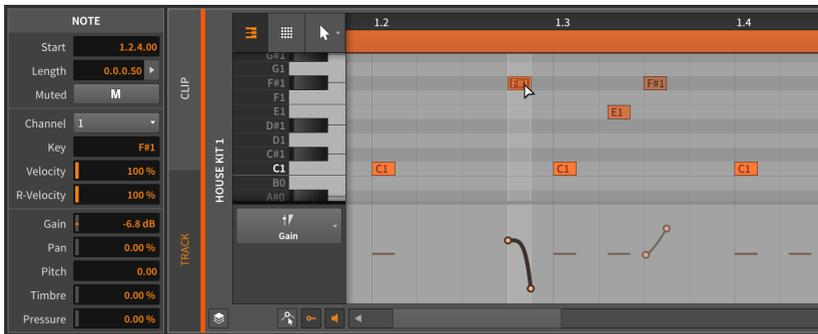 NOTE
Start 1.2.4.00
Length 0.0.0.50
Muted M
Channel 1
Key F#1
Velocity 100 %
R-Velocity 100 %
Gain -6.8 dB
Pan 0.00 %
Pitch 0.00
Timbre 0.00 %
Pressure 0.00 %
CLIP
TRACK
HOUSE KIT 1
1.2 1.3 1.4
G#1
G1
F#1 F#1 F#1
F1
E1 E1
D#1
D1
C#1
C1 C1 C1 C1
B0
A#0
Gain